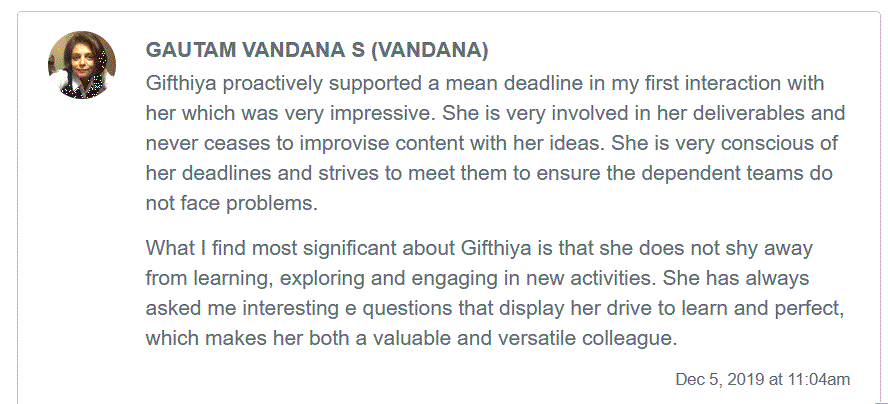 GAUTAM VANDANA S (VANDANA)
Gifthiya proactively supported a mean deadline in my first interaction with
her which was very impressive. She is very involved in her deliverables and
never ceases to improvise content with her ideas. She is very conscious of
her deadlines and strives to meet them to ensure the dependent teams do
not face problems.
What I find most significant about Gifthiya is that she does not shy away
from learning, exploring and engaging in new activities. She has always
asked me interesting e questions that display her drive to learn and perfect,
which makes her both a valuable and versatile colleague.
Dec 5, 2019 at 11:04am